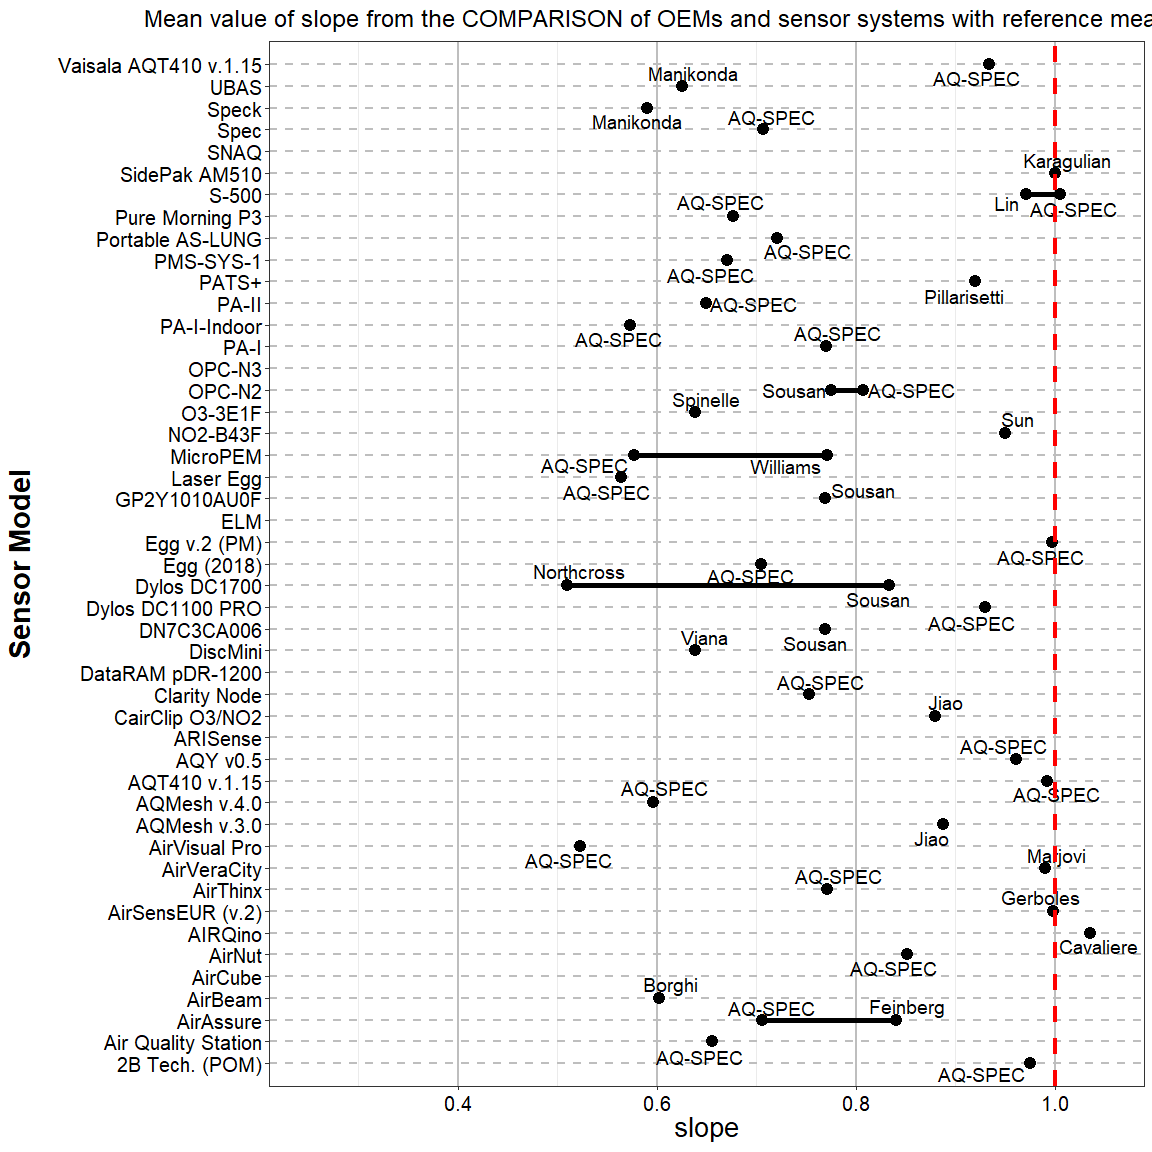 Mean value of slope from the COMPARISON of OEMs and sensor systems with reference mea
Sensor Model
Vaisala AQT410 v.1.15
AQ-SPEC
UBAS
Manikonda
Speck
Manikonda
Spec
AQ-SPEC
SNAQ
SidePak AM510
Karagulian
S-500
Lin
AQ-SPEC
Pure Morning P3
AQ-SPEC
Portable AS-LUNG
AQ-SPEC
PMS-SYS-1
AQ-SPEC
PATS+
Pillarisetti
PA-II
AQ-SPEC
PA-I-Indoor
AQ-SPEC
PA-I
AQ-SPEC
OPC-N3
OPC-N2
Sousan
AQ-SPEC
O3-3E1F
Spinelle
NO2-B43F
Sun
MicroPEM
AQ-SPEC
Williams
Laser Egg
AQ-SPEC
GP2Y1010AU0F
Sousan
ELM
Egg v.2 (PM)
AQ-SPEC
Egg (2018)
AQ-SPEC
Dylos DC1700
Northcross
Sousan
Dylos DC1100 PRO
AQ-SPEC
DN7C3CA006
Sousan
DiscMini
Viana
DataRAM pDR-1200
Clarity Node
AQ-SPEC
CairClip O3/NO2
Jiao
ARISense
AQY v0.5
AQ-SPEC
AQT410 v.1.15
AQ-SPEC
AQMesh v.4.0
AQ-SPEC
AQMesh v.3.0
Jiao
AirVisual Pro
AQ-SPEC
AirVeraCity
Marjovi
AirThinx
AQ-SPEC
AirSensEUR (v.2)
Gerboles
AIRQino
Cavaliere
AirNut
AQ-SPEC
AirCube
AirBeam
Borghi
AirAssure
AQ-SPEC
Feinberg
Air Quality Station
AQ-SPEC
2B Tech. (POM)
AQ-SPEC
0.4
0.6
0.8
1.0
slope